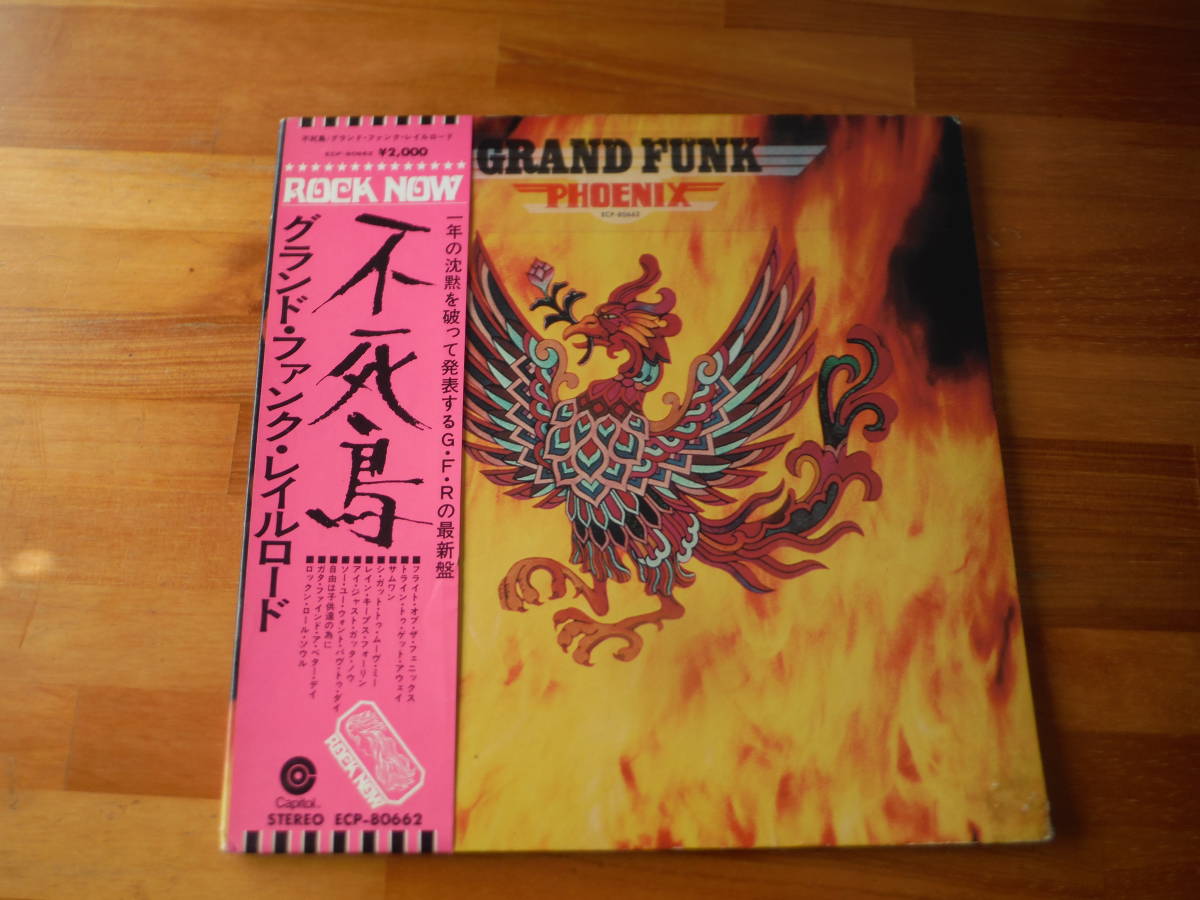 不死鳥/グランド・ファンク・レイルロード
ECP-80662 ¥2,000
ROCK NOW
不死鳥
グランド・ファンク・レイルロード
一年の沈黙を破って発表するG・F・Rの最新盤
■フライト・オブ・ザ・フェニックス
■トライン・トゥ・ゲット・アウェイ
■サムワン
■シ・ガット・トゥ・ムーヴ・ミー
■レイン・キープス・フォーリン
■アイ・ジャスト・ガッタ・ノウ
■ソー・ユー・ウォント・バヴ・トゥ・ダイ
■自由は子供達の為に
■ガタ・ファインド・ア・ベター・デイ
■ロックン・ロール・ソウル
ROCK NOW
Capitol™
STEREO ECP-80662
GRAND FUNK
PHOENIX
ECP-80662